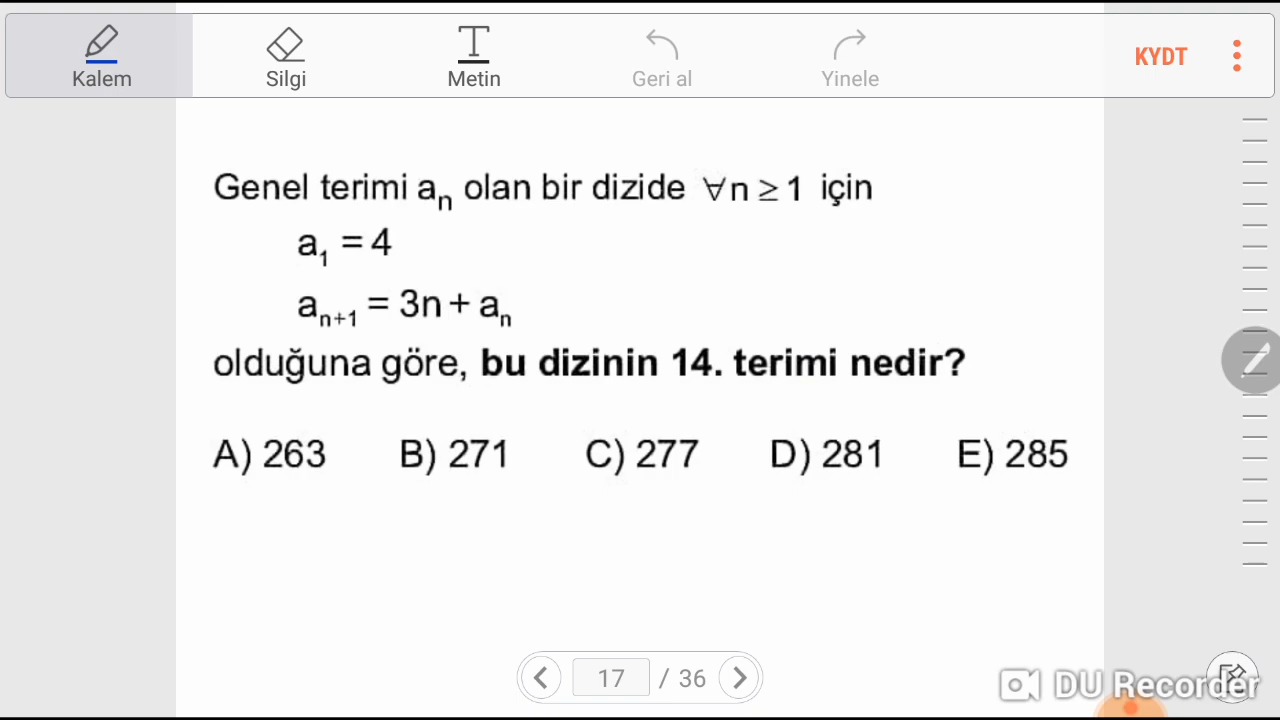 Kalem Silgi Metin Geri al Yinele KYDT
Genel terimi aₙ olan bir dizide ∀n ≥ 1 için
a₁ = 4
aₙ₊₁ = 3n + aₙ
olduğuna göre, bu dizinin 14. terimi nedir?
A) 263 B) 271 C) 277 D) 281 E) 285
17 / 36
DU Recorder